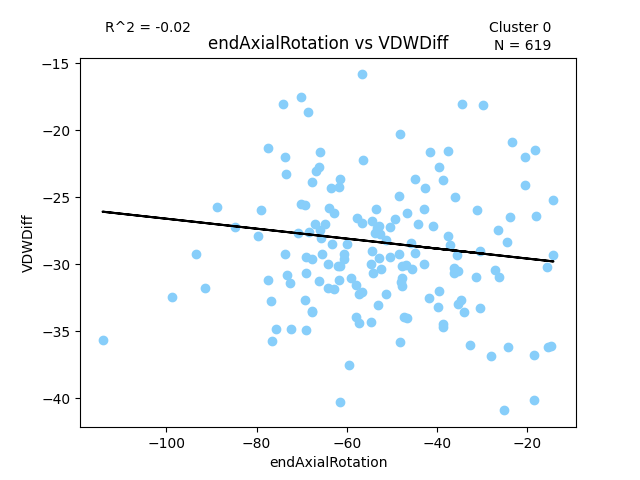 R^2 = -0.02
Cluster 0
endAxialRotation vs VDWDiff
N = 619
−15
−20
−25
−30
−35
−40
VDWDiff
−100
−80
−60
−40
−20
endAxialRotation